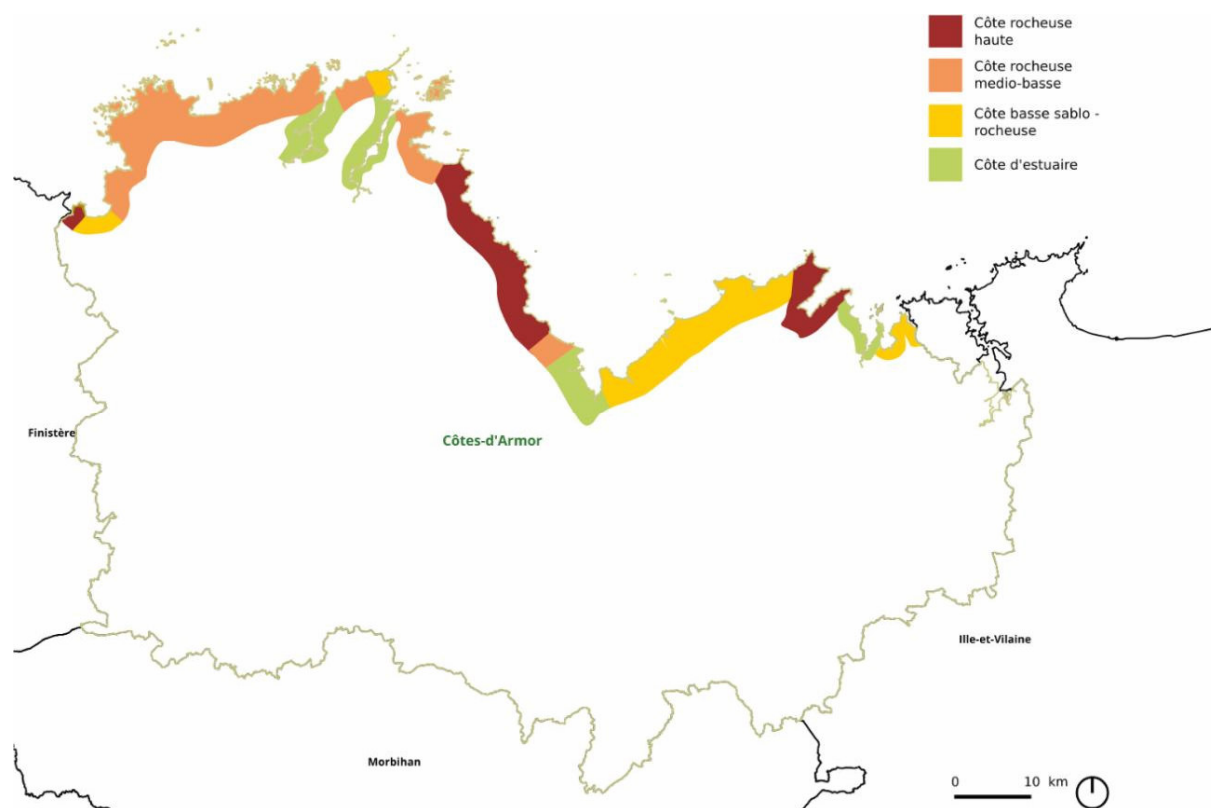 Côte rocheuse
haute
Côte rocheuse
medio-basse
Côte basse sablo -
rocheuse
Côte d'estuaire
Finistère
Côtes-d'Armor
Ille-et-Vilaine
Morbihan
0 10 km